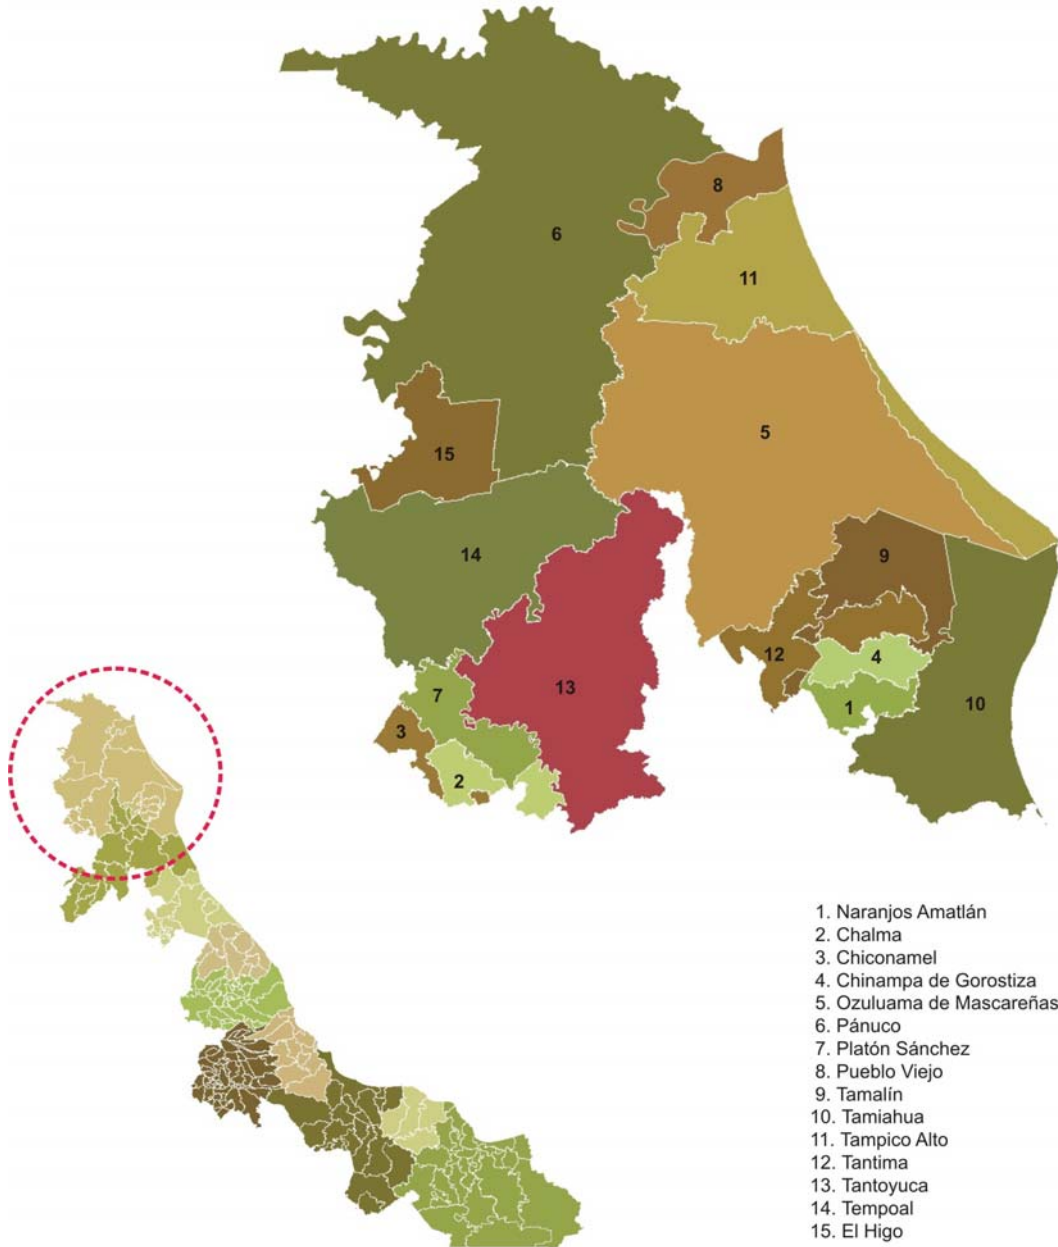 8
6
11
5
15
14
9
12
4
13
7
10
1
3
2
1. Naranjos Amatlán
2. Chalma
3. Chiconamel
4. Chinampa de Gorostiza
5. Ozuluama de Mascareñas
6. Pánuco
7. Platón Sánchez
8. Pueblo Viejo
9. Tamalín
10. Tamiahua
11. Tampico Alto
12. Tantima
13. Tantoyuca
14. Tempoal
15. El Higo